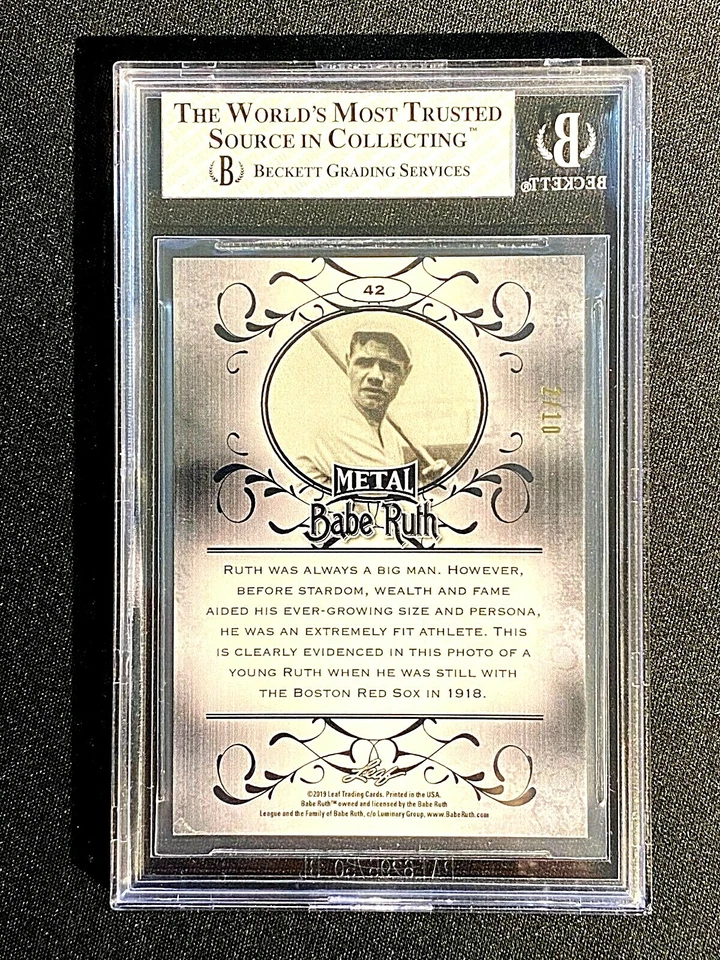 THE WORLD'S MOST TRUSTED
SOURCE IN COLLECTING™
B BECKETT GRADING SERVICES
B
BECKETT®
42
2/10
METAL
Babe Ruth
RUTH WAS ALWAYS A BIG MAN. HOWEVER,
BEFORE STARDOM, WEALTH AND FAME
AIDED HIS EVER-GROWING SIZE AND PERSONA,
HE WAS AN EXTREMELY FIT ATHLETE. THIS
IS CLEARLY EVIDENCED IN THIS PHOTO OF A
YOUNG RUTH WHEN HE WAS STILL WITH
THE BOSTON RED SOX IN 1918.
Leaf
©2019 Leaf Trading Cards. Printed in the USA.
Babe Ruth™ owned and licensed by the Babe Ruth
League and the Family of Babe Ruth, c/o Luminary Group, www.BabeRuth.com